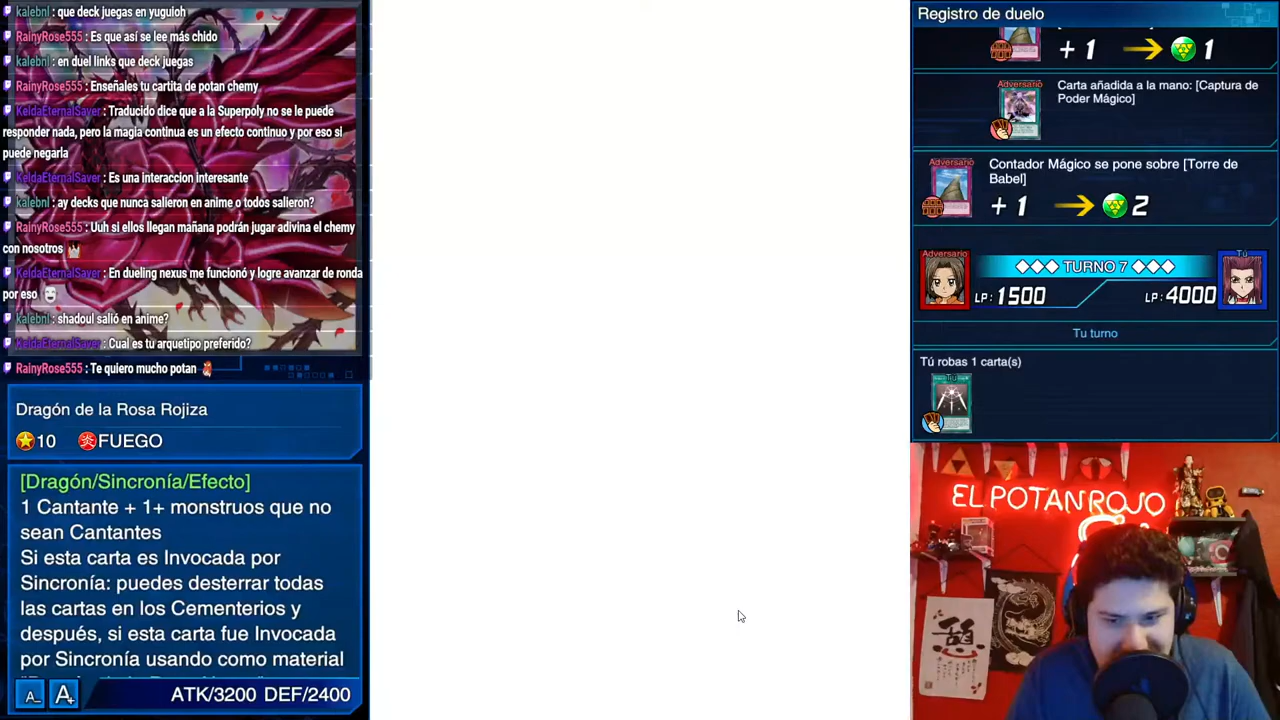 kalebnl : que deck juegas en yuguioh
RainyRose555 : Es que así se lee más chido
kalebnl : en duel links que deck juegas
RainyRose555 : Enseñales tu cartita de potan chemy
KeldaEternalSaver : Traducido dice que a la Superpoly no se le puede
responder nada, pero la magia continua es un efecto continuo y por eso si
puede negarla
KeldaEternalSaver : Es una interaccion interesante
kalebnl : ay decks que nunca salieron en anime o todos salieron?
RainyRose555 : Uuh si ellos llegan mañana podrán jugar adivina el chemy
con nosotros
KeldaEternalSaver : En dueling nexus me funcionó y logre avanzar de ronda
por eso
kalebnl : shadoul salió en anime?
KeldaEternalSaver : Cual es tu arquetipo preferido?
RainyRose555 : Te quiero mucho potan
Dragón de la Rosa Rojiza
10 FUEGO
[Dragón/Sincronía/Efecto]
1 Cantante + 1+ monstruos que no
sean Cantantes
Si esta carta es Invocada por
Sincronía: puedes desterrar todas
las cartas en los Cementerios y
después, si esta carta fue Invocada
por Sincronía usando como material
A- A+ ATK/3200 DEF/2400
Registro de duelo
+ 1 1
Adversario
Carta añadida a la mano: [Captura de
Poder Mágico]
Adversario
Contador Mágico se pone sobre [Torre de
Babel]
+ 1 2
Adversario
TURNO 7
Tú
LP: 1500
LP: 4000
Tu turno
Tú robas 1 carta(s)
EL POTAN ROJO